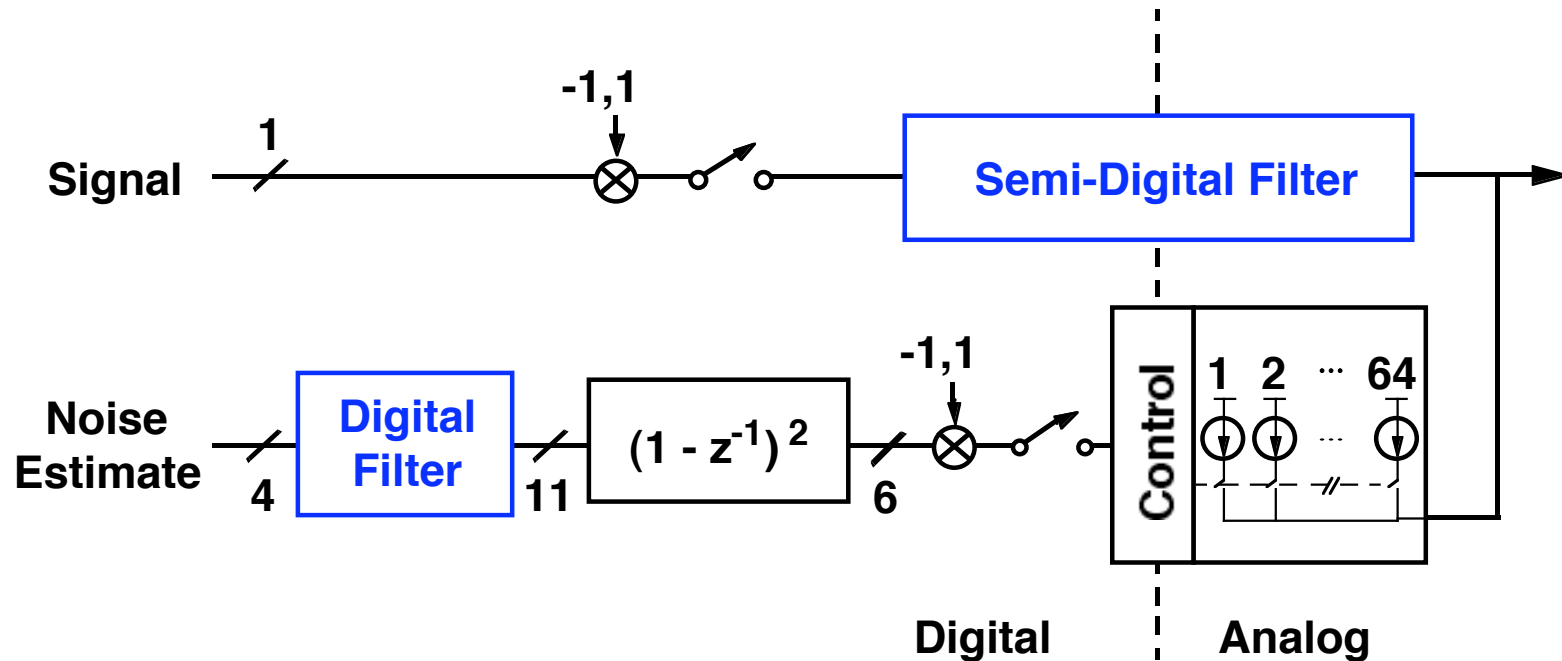 -1,1
1
Signal
Semi-Digital Filter
-1,1
Noise
Estimate
4
Digital
Filter
11
(1 - z⁻¹) ²
6
Control
1 2 ... 64
...
Digital
Analog